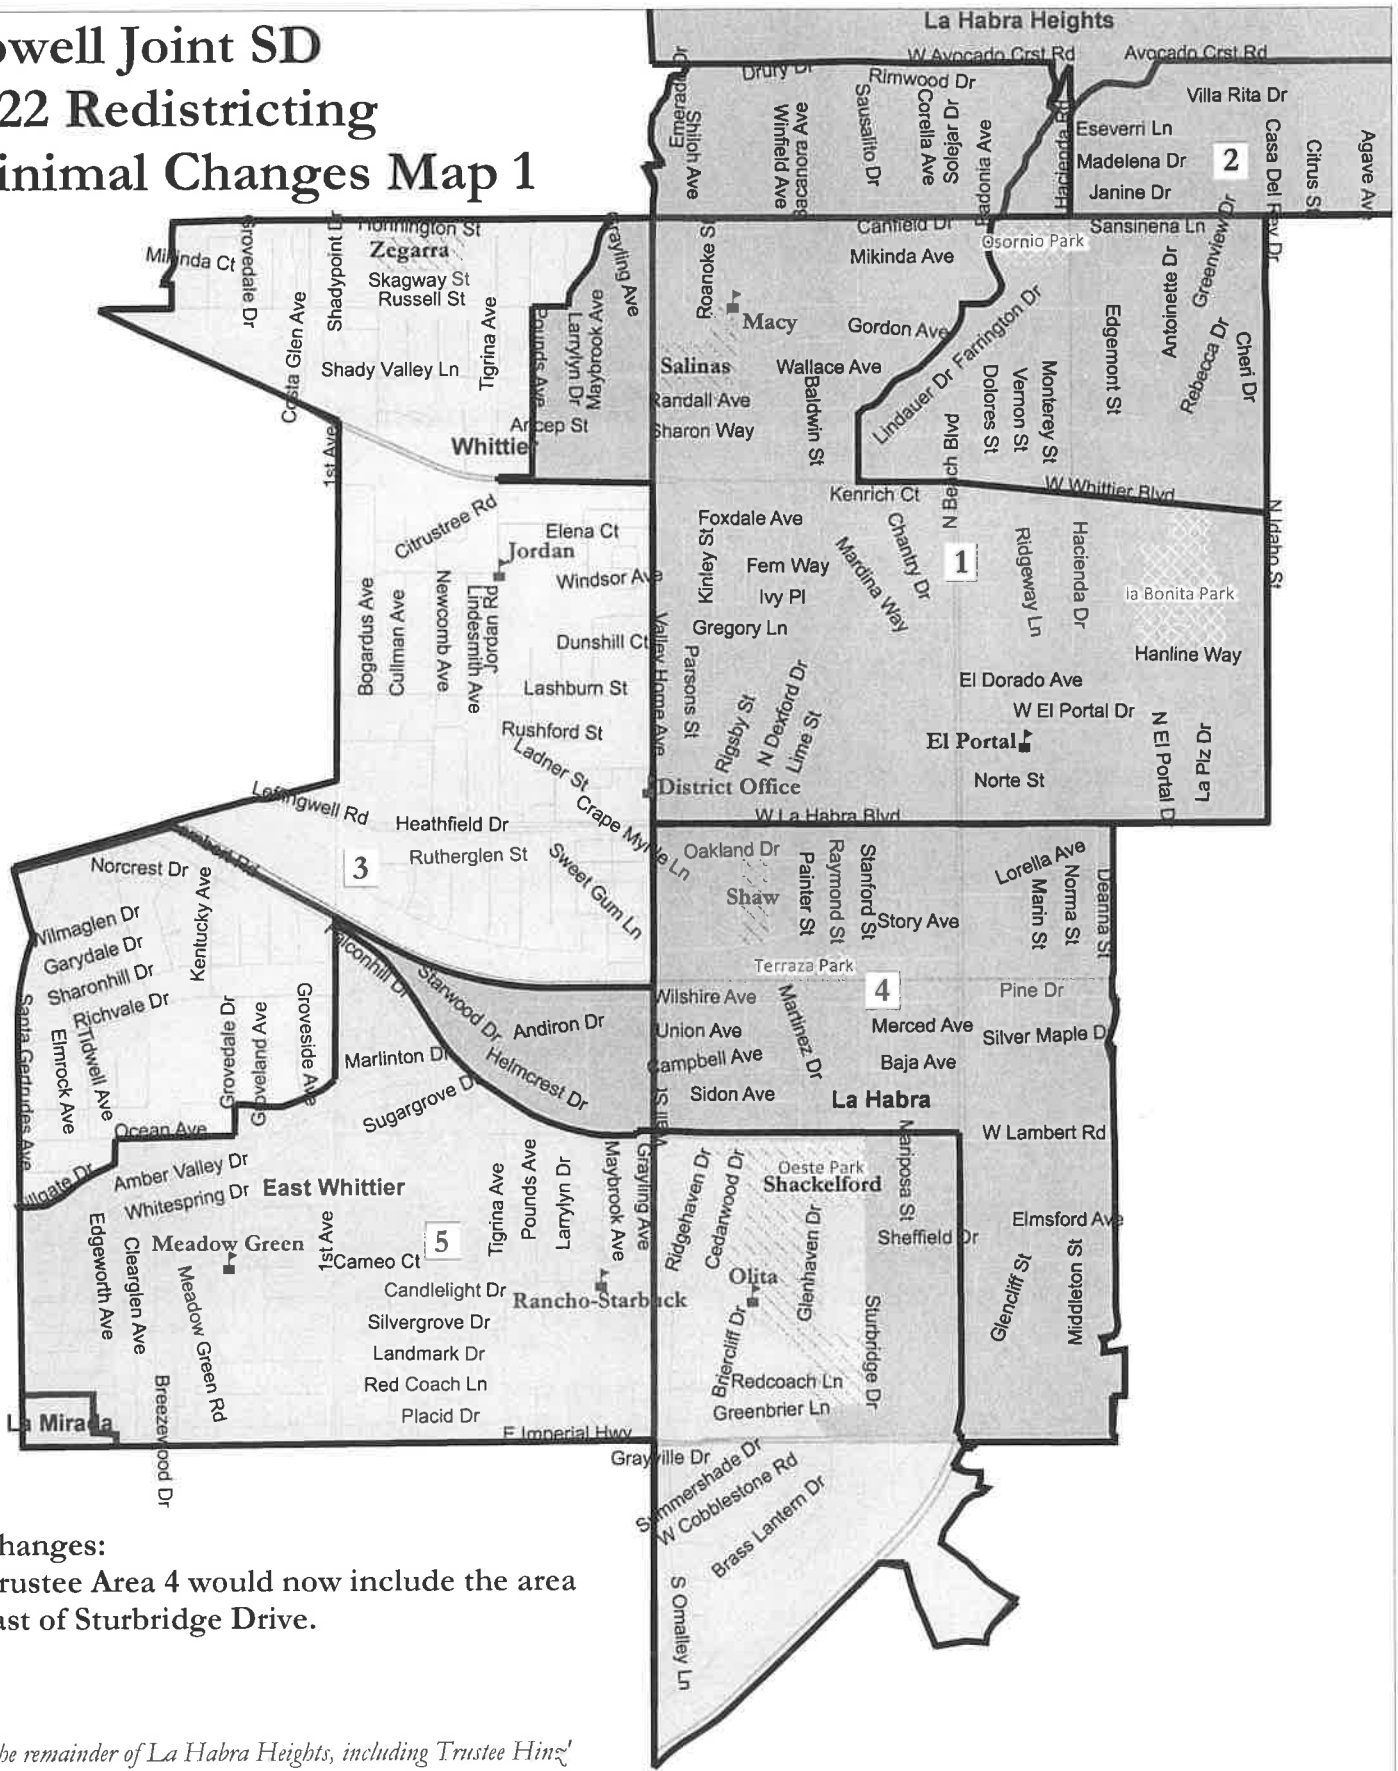 owell Joint SD
22 Redistricting
inimal Changes Map 1
La Habra Heights
W Avocado Crst Rd
Avocado Crst Rd
Drury Dr
Rimwood Dr
Villa Rita Dr
Emerada Dr
Shiloh Ave
Winfield Ave
Bacanora Ave
Sausalito Dr
Corella Ave
Solejar Dr
Badonia Ave
Hacienda Rd
Eseverri Ln
Madelena Dr
Janine Dr
2
Casa Del Rey Dr
Citrus St
Agave Ave
Mikinda Ct
Grovedale Dr
Shadypoint Dr
Honnington St
Zegarra
Skagway St
Russell St
Costa Glen Ave
Shady Valley Ln
Tigrina Ave
Grayling Ave
Pounds Ave
Larrylyn Dr
Maybrook Ave
Aricep St
Whittier
Roanoke St
Macy
Salinas
Canfield Dr
Mikinda Ave
Gordon Ave
Wallace Ave
Randall Ave
Sharon Way
Baldwin St
Osornio Park
Sansinena Ln
Greenview Dr
Antoinette Dr
Farrington Dr
Lindauer Dr
Edgemont St
Rebecca Dr
Cheri Dr
Dolores St
Vernon St
Monterey St
N Beach Blvd
W Whittier Blvd
N Idaho St
1st Ave
Citrustree Rd
Elena Ct
Jordan
Windsor Ave
Bogardus Ave
Cullman Ave
Newcomb Ave
Lindesmith Ave
Jordan Rd
Dunshill Ct
Lashburn St
Rushford St
Ladner St
Valley Home Ave
Kenrich Ct
Foxdale Ave
Kinley St
Fern Way
Ivy Pl
Gregory Ln
Mardina Way
Chantry Dr
1
Ridgeway Ln
Hacienda Dr
la Bonita Park
Hanline Way
Parsons St
Rigsby St
N Dexford Dr
Lime St
El Dorado Ave
W El Portal Dr
El Portal
Norte St
N El Portal D
La Plz Dr
District Office
W La Habra Blvd
Leffingwell Rd
Lambert Rd
Heathfield Dr
Rutherglen St
3
Crape Myrtle Ln
Sweet Gum Ln
Oakland Dr
Shaw
Painter St
Raymond St
Stanford St
Story Ave
Lorella Ave
Marin St
Norma St
Deanna St
Terraza Park
4
Pine Dr
Norcrest Dr
Kentucky Ave
Wilmaglen Dr
Garydale Dr
Sharonhill Dr
Richvale Dr
Santa Gertrudes Ave
Elmrock Ave
Tidwell Ave
Grovedale Dr
Groveland Ave
Groveside Ave
Falconhill Dr
Starwood Dr
Andiron Dr
Helmcrest Dr
Marlinton Dr
Sugargrove Dr
Wilshire Ave
Union Ave
Campbell Ave
Sidon Ave
Martinez Dr
Merced Ave
Baja Ave
Silver Maple D
La Habra
W Lambert Rd
Ocean Ave
Amber Valley Dr
Whitespring Dr
East Whittier
Meadow Green
1st Ave
Cameo Ct
5
Tigrina Ave
Pounds Ave
Larrylyn Dr
Maybrook Ave
Grayling Ave
Edgeworth Ave
Clearglen Ave
Meadow Green Rd
Candlelight Dr
Silvergrove Dr
Landmark Dr
Red Coach Ln
Placid Dr
Rancho-Starbuck
Ridgehaven Dr
Cedarwood Dr
Oeste Park
Shackelford
Mariposa St
Glenhaven Dr
Sheffield Dr
Olita
Briercliff Dr
Sturbridge Dr
Redcoach Ln
Greenbrier Ln
Elmsford Ave
Glencliff St
Middleton St
La Mirada
Breezewood Dr
E Imperial Hwy
Grayville Dr
Summershade Dr
W Cobblestone Rd
Brass Lantern Dr
S Omalley Ln
hanges:
rustee Area 4 would now include the area
ast of Sturbridge Drive.
he remainder of La Habra Heights, including Trustee Hinz'